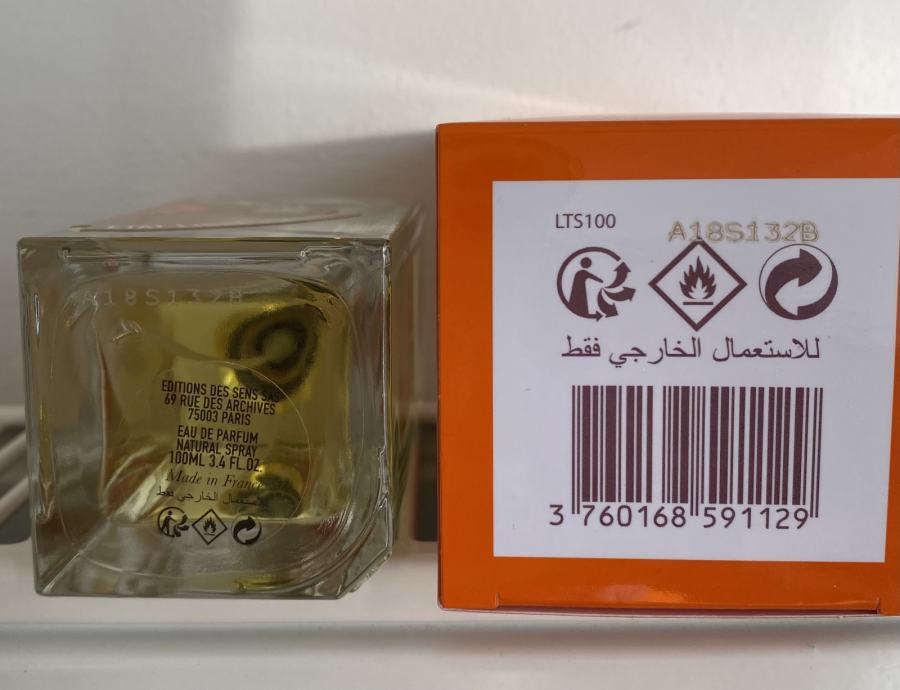 A18S132B
EDITIONS DES SENS SAS
69 RUE DES ARCHIVES
75003 PARIS
EAU DE PARFUM
NATURAL SPRAY
100ML 3.4 FL.OZ.
Made in France
للاستعمال الخارجي فقط
LTS100
A18S132B
للاستعمال الخارجي فقط
3 760168 591129